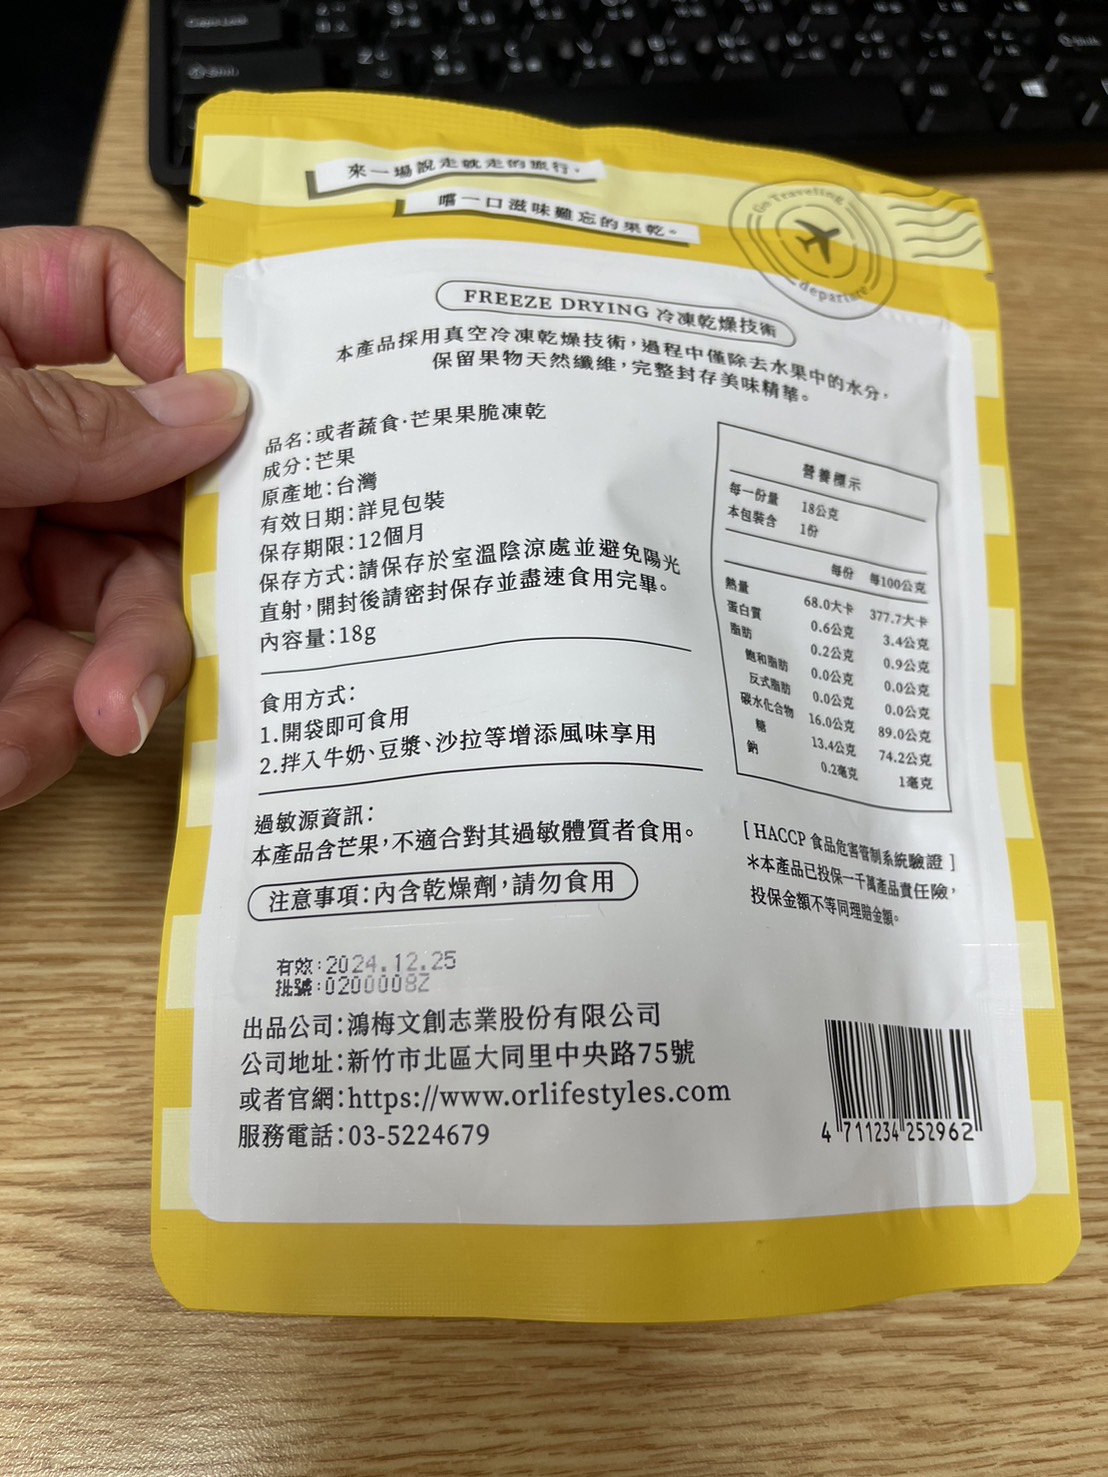 來一場說走就走的旅行。
嚐一口滋味難忘的果乾。
Go Traveling
departure
FREEZE DRYING 冷凍乾燥技術
本產品採用真空冷凍乾燥技術，過程中僅除去水果中的水分，
保留果物天然纖維，完整封存美味精華。
品名：或者蔬食·芒果果脆凍乾
成分：芒果
原產地：台灣
有效日期：詳見包裝
保存期限：12個月
保存方式：請保存於室溫陰涼處並避免陽光
直射，開封後請密封保存並盡速食用完畢。
內容量：18g
食用方式：
1.開袋即可食用
2.拌入牛奶、豆漿、沙拉等增添風味享用
過敏源資訊：
本產品含芒果，不適合對其過敏體質者食用。
注意事項：內含乾燥劑，請勿食用
營養標示
每一份量 18公克
本包裝含 1份
每份 每100公克
熱量 68.0大卡 377.7大卡
蛋白質 0.6公克 3.4公克
脂肪 0.2公克 0.9公克
飽和脂肪 0.0公克 0.0公克
反式脂肪 0.0公克 0.0公克
碳水化合物 16.0公克 89.0公克
糖 13.4公克 74.2公克
鈉 0.2毫克 1毫克
[ HACCP 食品危害管制系統驗證 ]
＊本產品已投保一千萬產品責任險，
投保金額不等同理賠金額。
有效：2024.12.25
批號：0200008Z
出品公司：鴻梅文創志業股份有限公司
公司地址：新竹市北區大同里中央路75號
或者官網：https://www.orlifestyles.com
服務電話：03-5224679
4 711234 252962